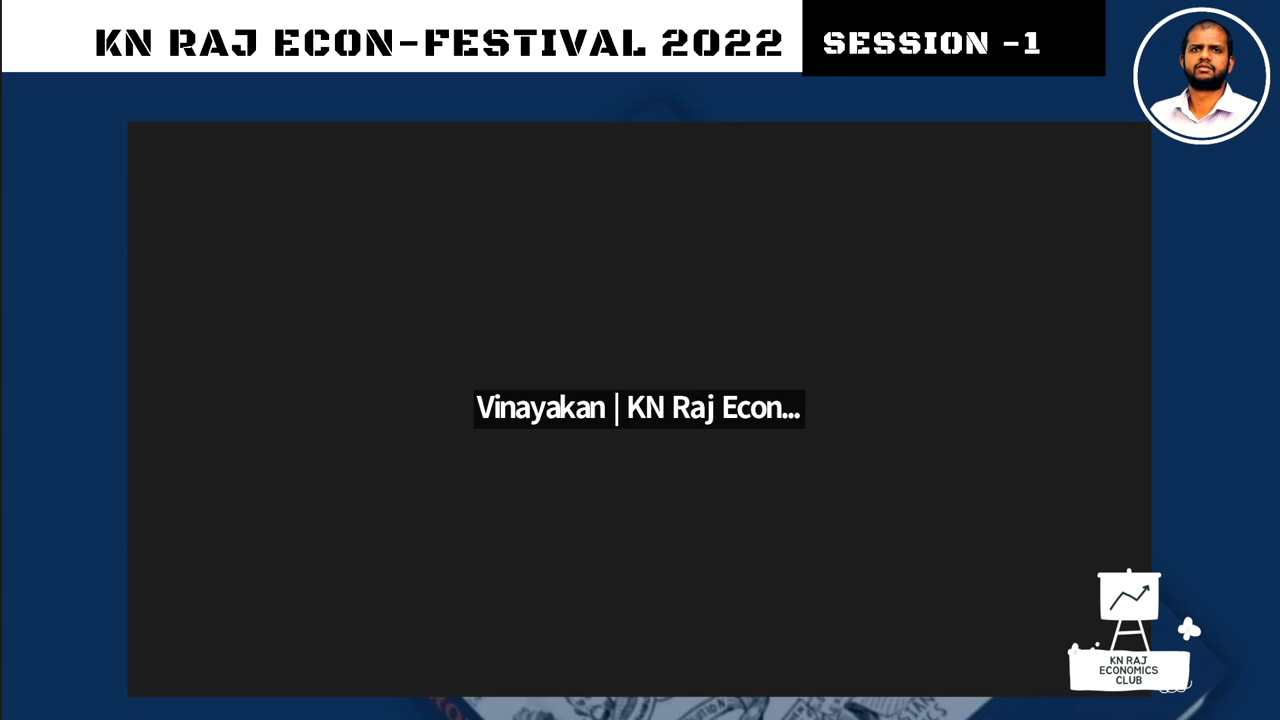 KN RAJ ECON-FESTIVAL 2022
SESSION -1
Vinayakan | KN Raj Econ...
KN RAJ
ECONOMICS
CLUB